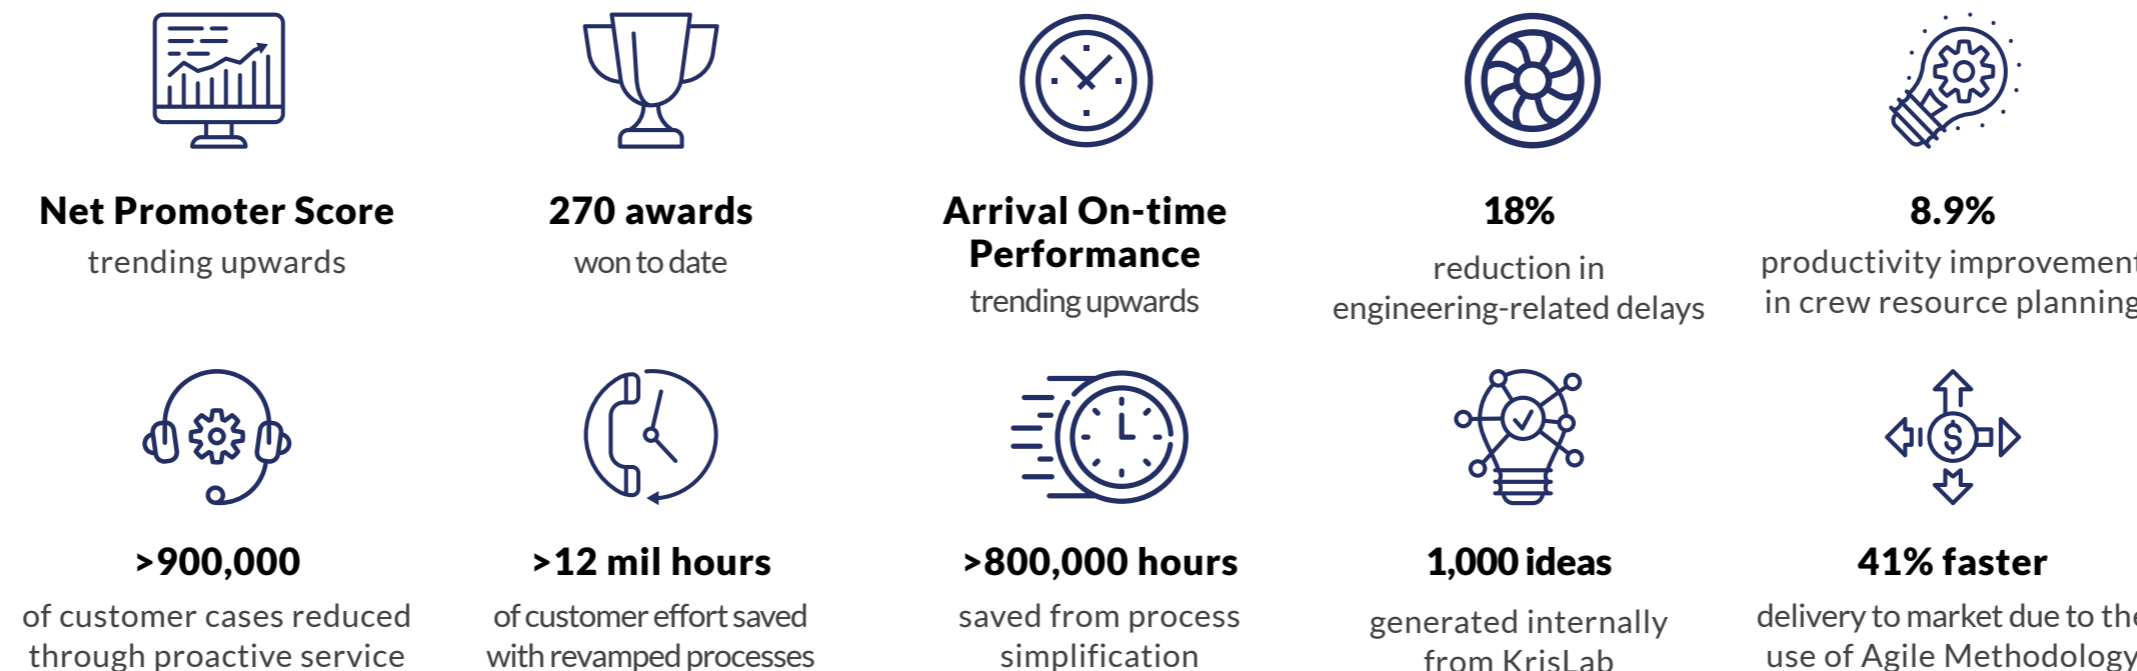 Net Promoter Score
trending upwards
270 awards
won to date
Arrival On-time
Performance
trending upwards
18%
reduction in
engineering-related delays
8.9%
productivity improvement
in crew resource planning
>900,000
of customer cases reduced
through proactive service
>12 mil hours
of customer effort saved
with revamped processes
>800,000 hours
saved from process
simplification
1,000 ideas
generated internally
from KrisLab
41% faster
delivery to market due to the
use of Agile Methodology